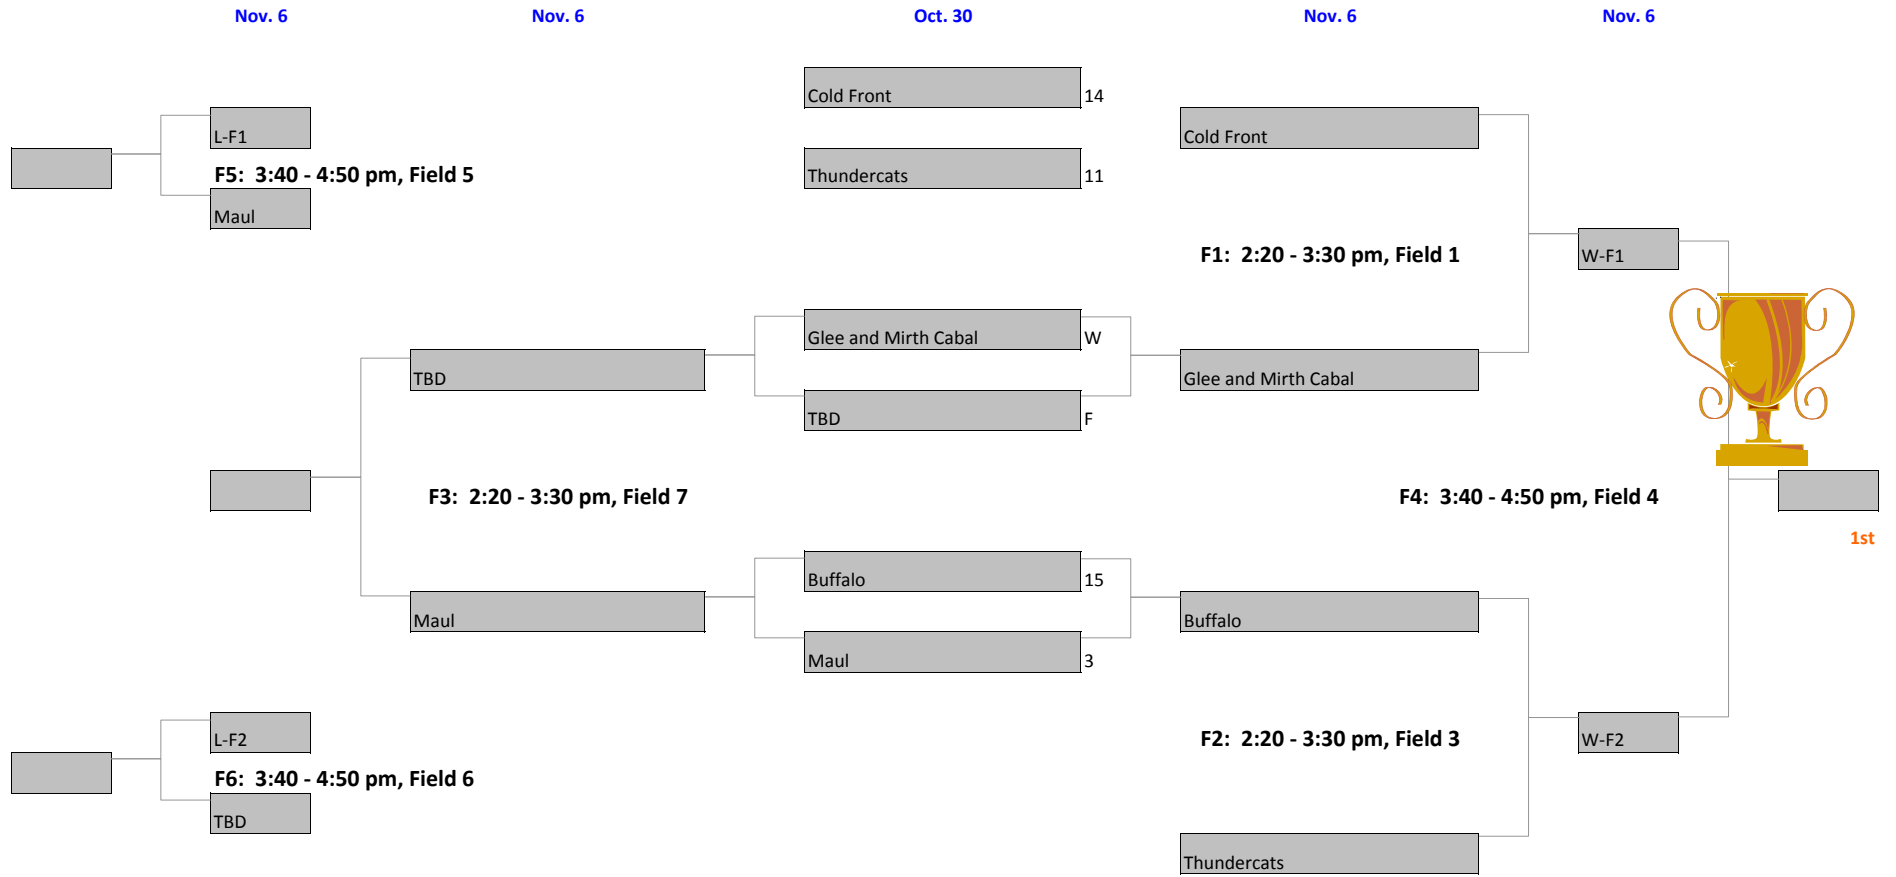 Nov. 6
Nov. 6
Oct. 30
Nov. 6
Nov. 6
Cold Front 14
L-F1
Cold Front
F5: 3:40 - 4:50 pm, Field 5
Thundercats 11
Maul
F1: 2:20 - 3:30 pm, Field 1
W-F1
Glee and Mirth Cabal W
TBD
Glee and Mirth Cabal
TBD F
F3: 2:20 - 3:30 pm, Field 7
F4: 3:40 - 4:50 pm, Field 4
1st
Buffalo 15
Maul
Buffalo
Maul 3
L-F2
F2: 2:20 - 3:30 pm, Field 3
W-F2
F6: 3:40 - 4:50 pm, Field 6
TBD
Thundercats